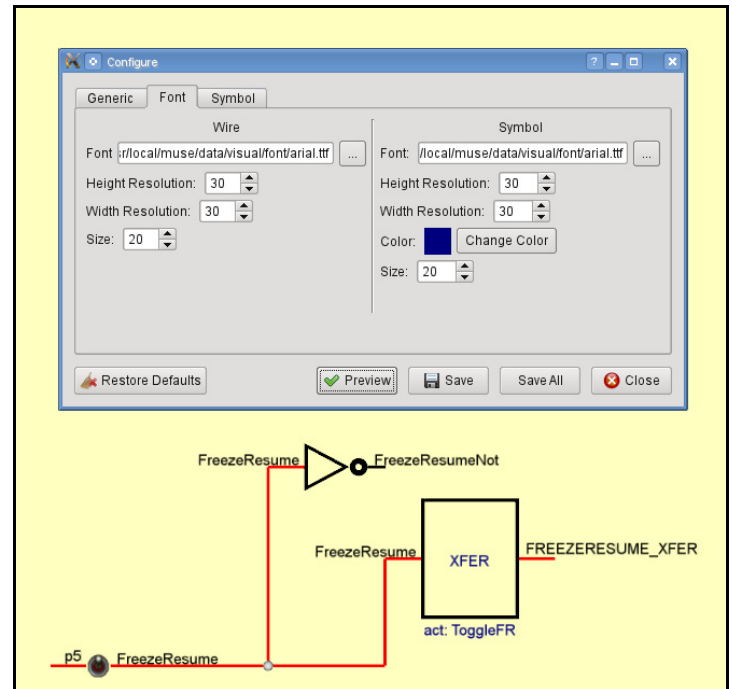 Configure
Generic Font Symbol
Wire
Font r/local/muse/data/visual/font/arial.ttf ...
Height Resolution: 30
Width Resolution: 30
Size: 20
Symbol
Font: /local/muse/data/visual/font/arial.ttf ...
Height Resolution: 30
Width Resolution: 30
Color: Change Color
Size: 20
Restore Defaults Preview Save Save All Close
FreezeResume FreezeResumeNot
FreezeResume XFER FREEZERESUME_XFER
act: ToggleFR
p5 FreezeResume